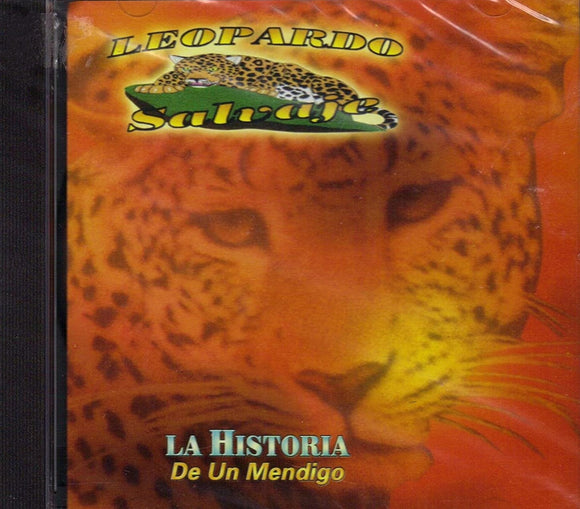 LEOPARDO
Salvaje
LA HISTORIA
De Un Mendigo